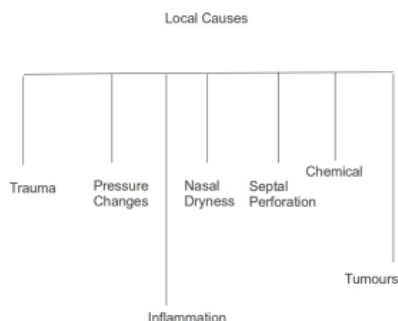 Local Causes
Trauma
Pressure
Changes
Nasal
Dryness
Septal
Perforation
Chemical
Tumours
Inflammation